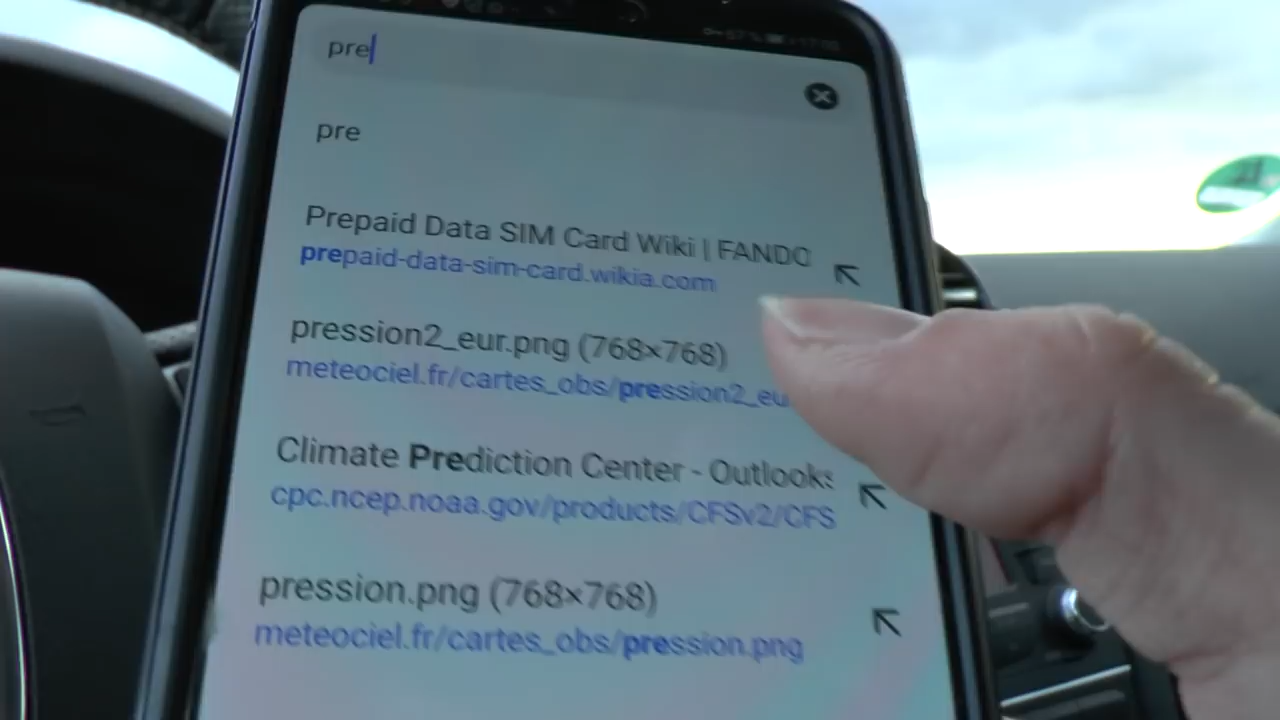 pre
pre
Prepaid Data SIM Card Wiki | FANDO
prepaid-data-sim-card.wikia.com
pression2_eur.png (768×768)
meteociel.fr/cartes_obs/pression2_eu
Climate Prediction Center - Outlooks
cpc.ncep.noaa.gov/products/CFSv2/CFS
pression.png (768×768)
meteociel.fr/cartes_obs/pression.png